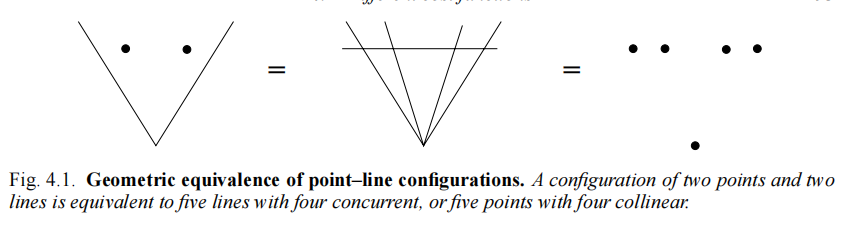 =
=
Fig. 4.1. Geometric equivalence of point–line configurations. A configuration of two points and two
lines is equivalent to five lines with four concurrent, or five points with four collinear.